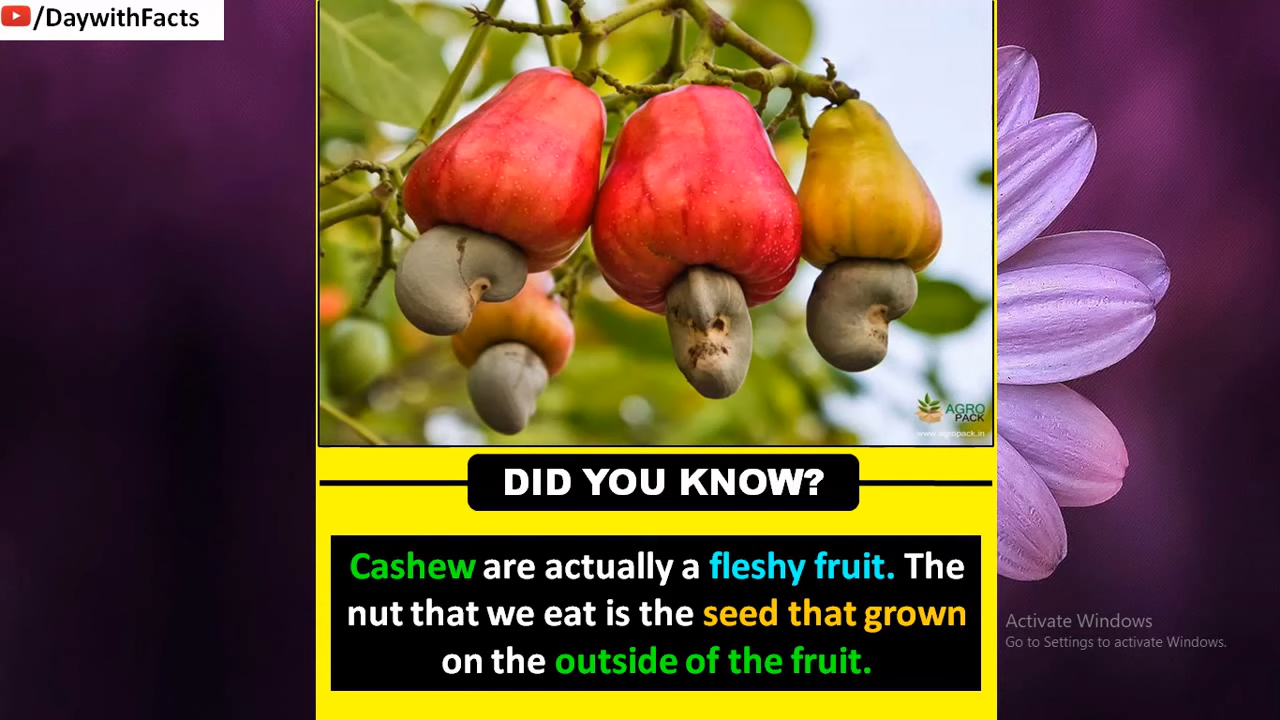 /DaywithFacts
AGRO
PACK
www.agropack.in
DID YOU KNOW?
Cashew are actually a fleshy fruit. The
nut that we eat is the seed that grown
on the outside of the fruit.
Activate Windows
Go to Settings to activate Windows.